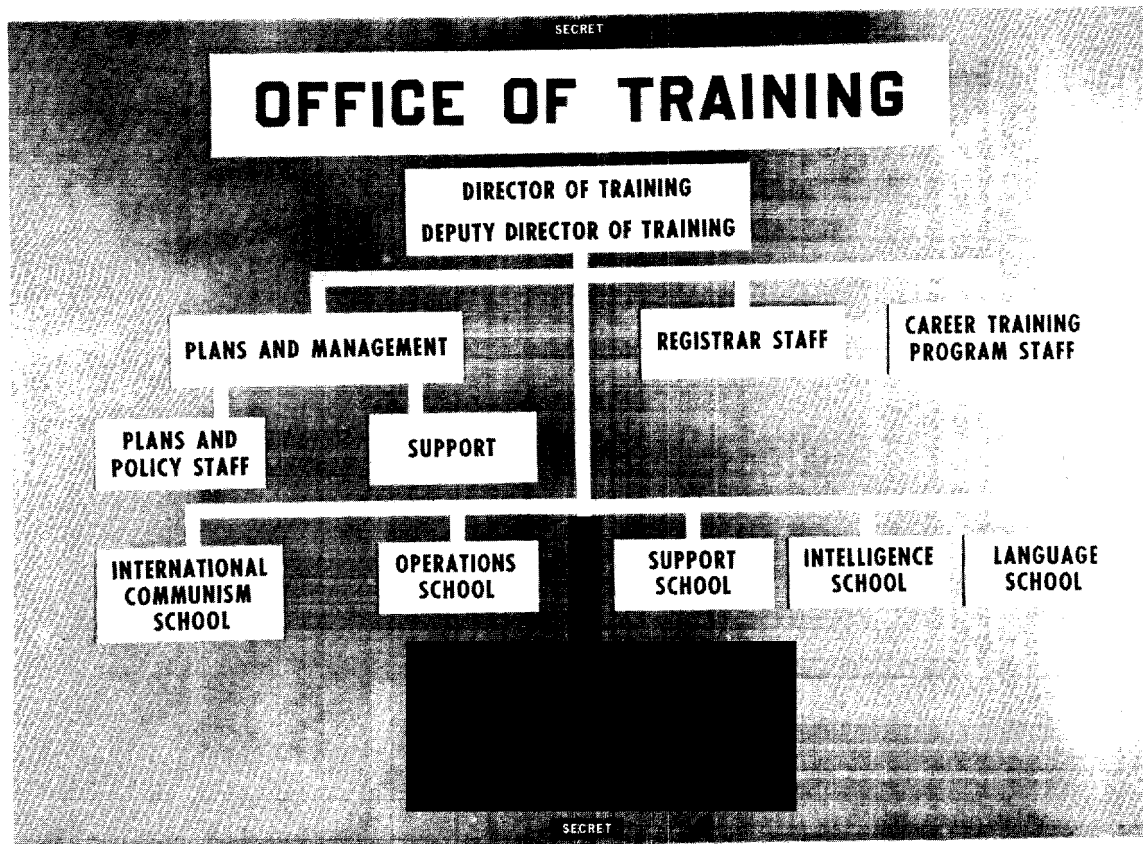 SECRET
OFFICE OF TRAINING
DIRECTOR OF TRAINING
DEPUTY DIRECTOR OF TRAINING
PLANS AND MANAGEMENT
REGISTRAR STAFF
CAREER TRAINING
PROGRAM STAFF
PLANS AND
POLICY STAFF
SUPPORT
INTERNATIONAL
COMMUNISM
SCHOOL
OPERATIONS
SCHOOL
SUPPORT
SCHOOL
INTELLIGENCE
SCHOOL
LANGUAGE
SCHOOL
SECRET